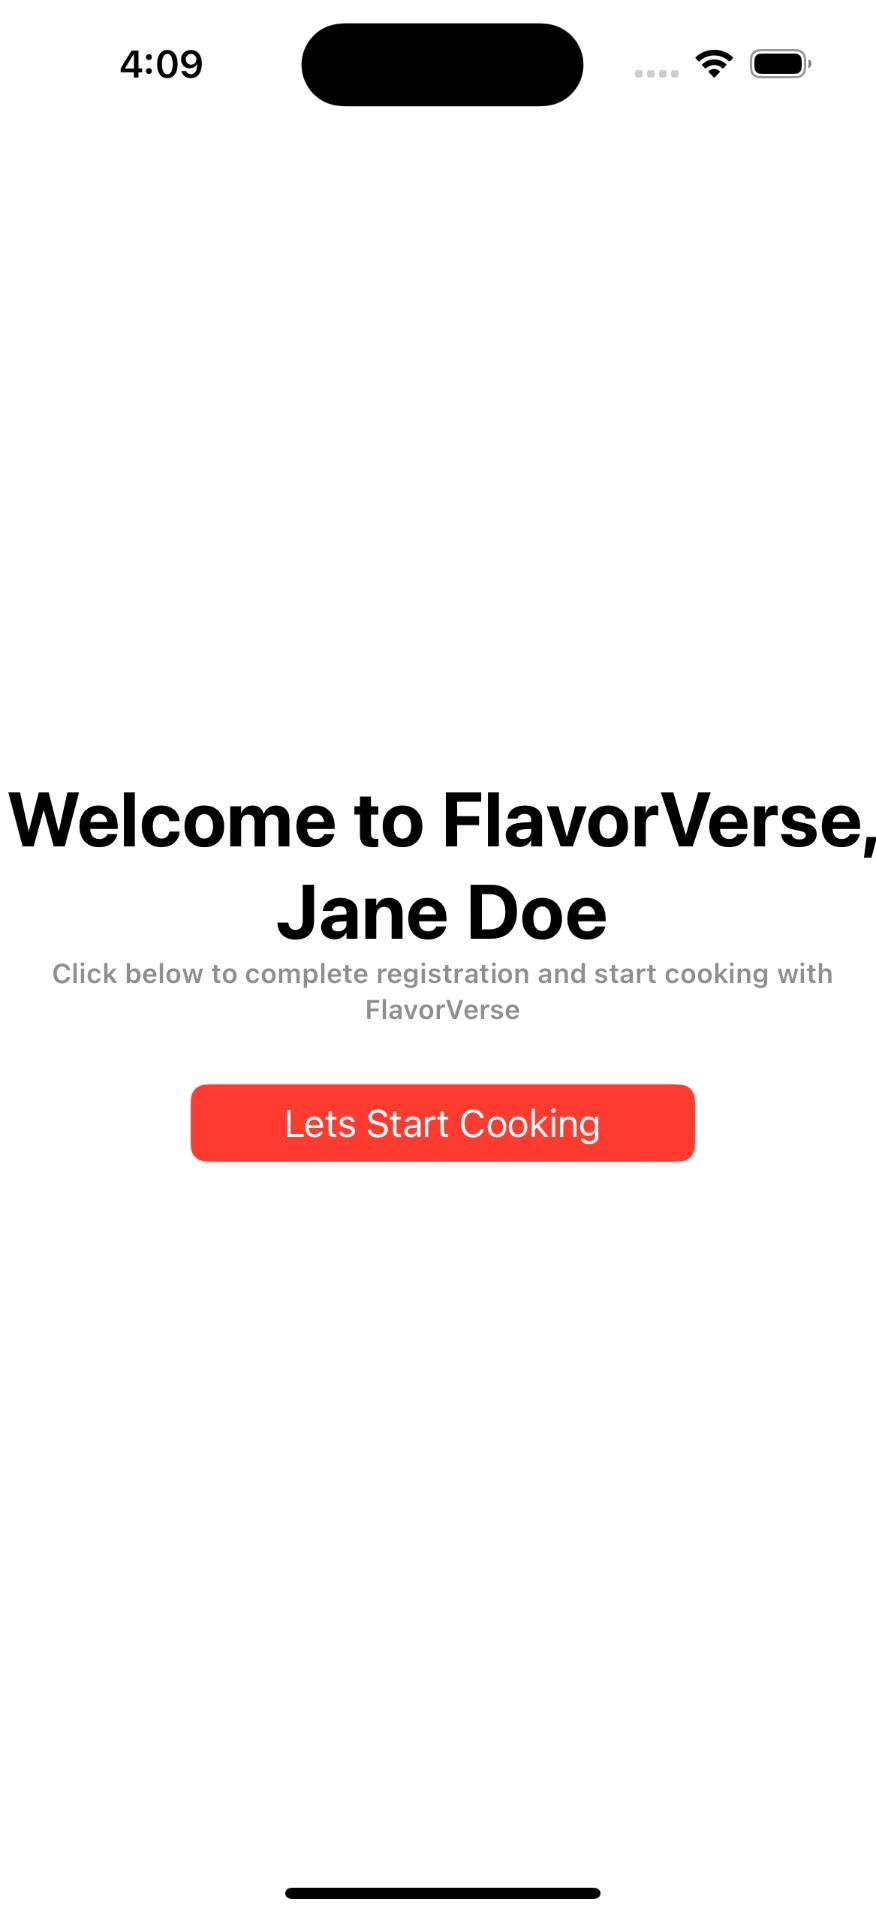 4:09
Welcome to FlavorVerse,
Jane Doe
Click below to complete registration and start cooking with
FlavorVerse
Lets Start Cooking